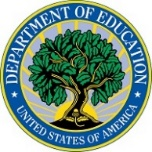 DEPARTMENT OF EDUCATION
UNITED STATES OF AMERICA